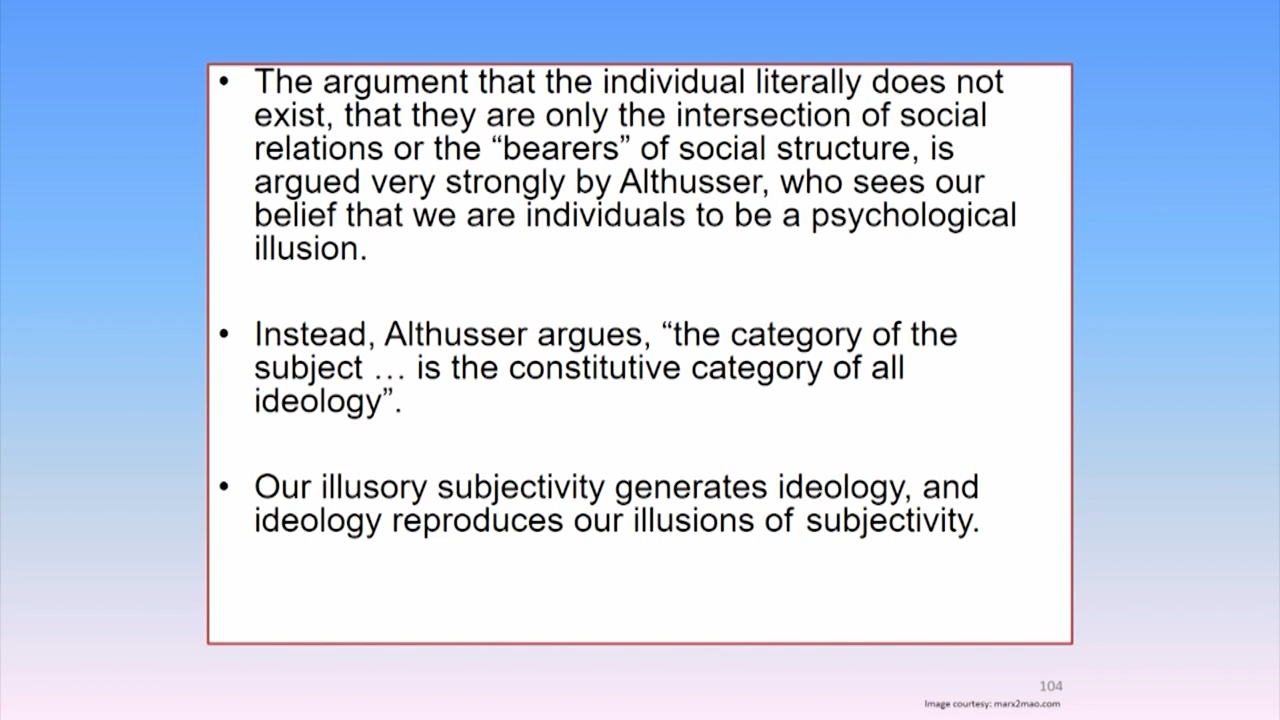 • The argument that the individual literally does not
exist, that they are only the intersection of social
relations or the “bearers” of social structure, is
argued very strongly by Althusser, who sees our
belief that we are individuals to be a psychological
illusion.
• Instead, Althusser argues, “the category of the
subject … is the constitutive category of all
ideology”.
• Our illusory subjectivity generates ideology, and
ideology reproduces our illusions of subjectivity.
104
Image courtesy: marx2mao.com